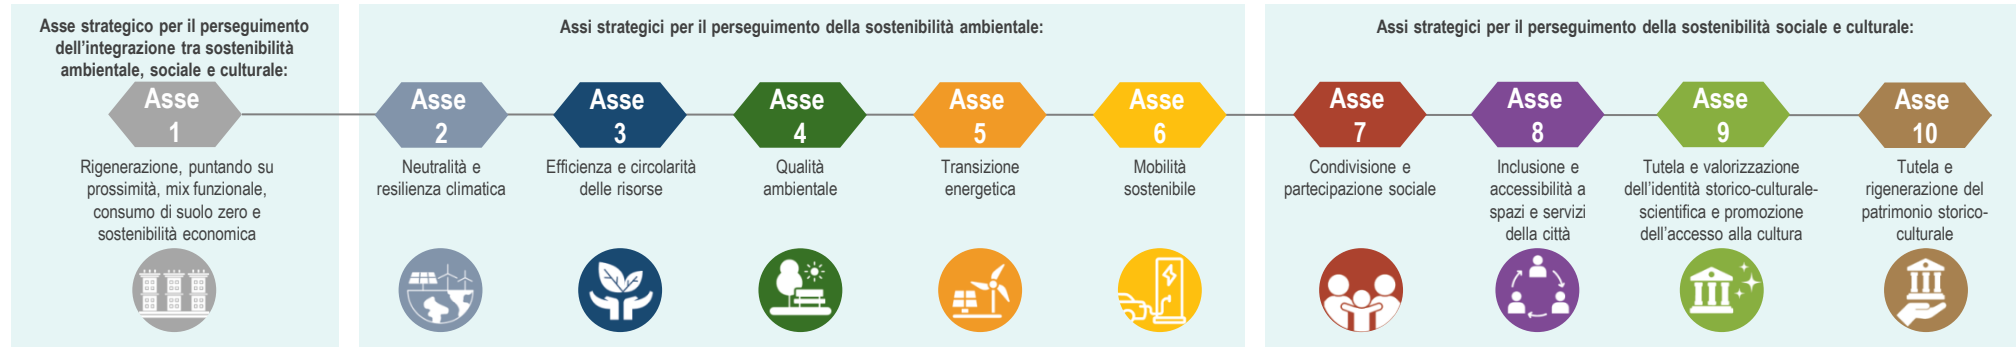 Asse strategico per il perseguimento
dell'integrazione tra sostenibilità
ambientale, sociale e culturale:
Asse
1
Rigenerazione, puntando su
prossimità, mix funzionale,
consumo di suolo zero e
sostenibilità economica
Assi strategici per il perseguimento della sostenibilità ambientale:
Asse
2
Neutralità e
resilienza climatica
Asse
3
Efficienza e circolarità
delle risorse
Asse
4
Qualità
ambientale
Asse
5
Transizione
energetica
Asse
6
Mobilità
sostenibile
Assi strategici per il perseguimento della sostenibilità sociale e culturale:
Asse
7
Condivisione e
partecipazione sociale
Asse
8
Inclusione e
accessibilità a
spazi e servizi
della città
Asse
9
Tutela e valorizzazione
dell'identità storico-culturale-
scientifica e promozione
dell'accesso alla cultura
Asse
10
Tutela e
rigenerazione del
patrimonio storico-
culturale